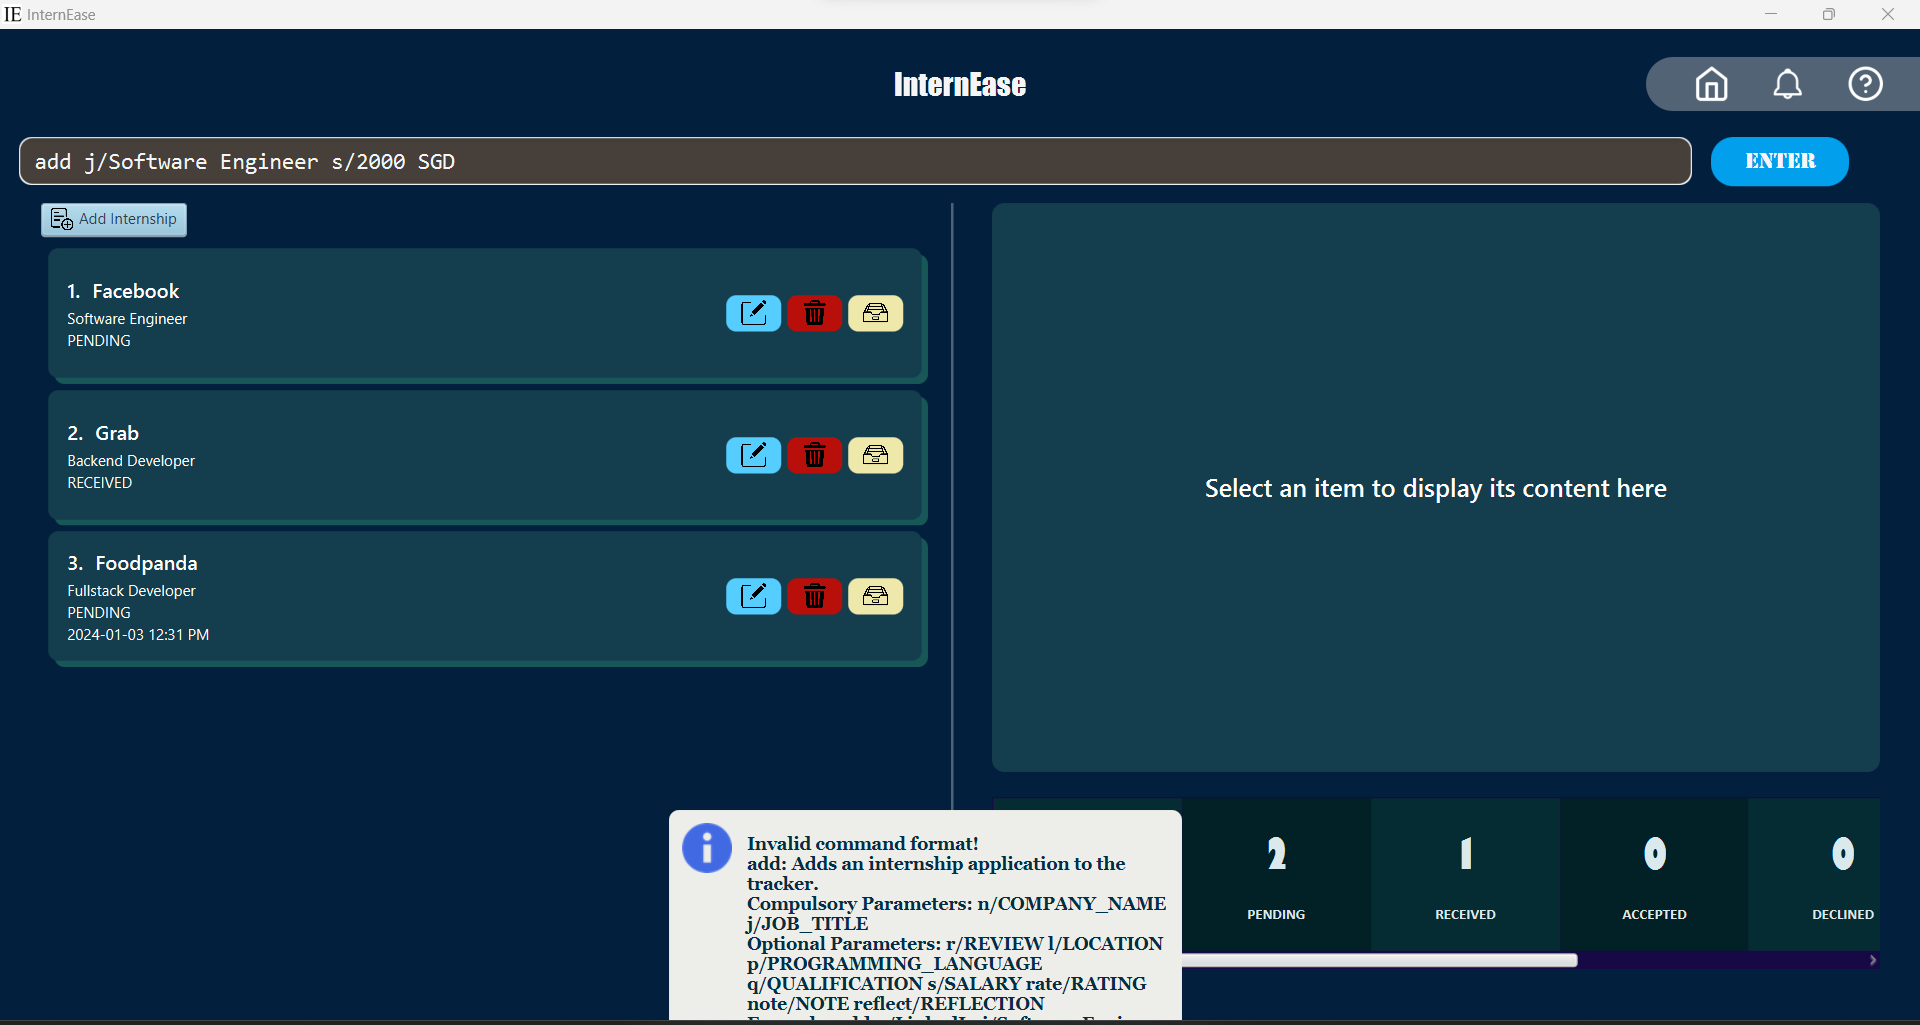 IE InternEase
InternEase
add j/Software Engineer s/2000 SGD
ENTER
Add Internship
1. Facebook
Software Engineer
PENDING
2. Grab
Backend Developer
RECEIVED
3. Foodpanda
Fullstack Developer
PENDING
2024-01-03 12:31 PM
Select an item to display its content here
Invalid command format!
add: Adds an internship application to the
tracker.
Compulsory Parameters: n/COMPANY_NAME
j/JOB_TITLE
Optional Parameters: r/REVIEW l/LOCATION
p/PROGRAMMING_LANGUAGE
q/QUALIFICATION s/SALARY rate/RATING
note/NOTE reflect/REFLECTION
2
PENDING
1
RECEIVED
0
ACCEPTED
0
DECLINED